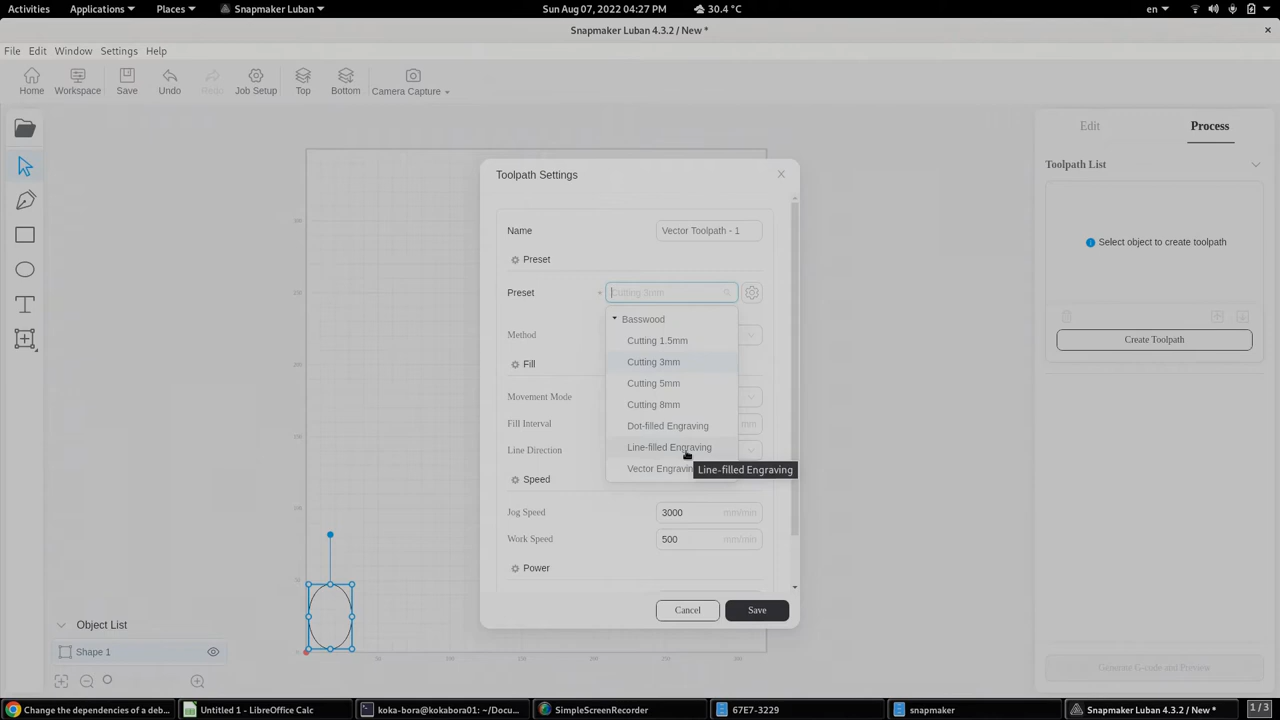 Activities Applications Places Snapmaker Luban Sun Aug 07, 2022 04:27 PM 30.4 °C en
Snapmaker Luban 4.3.2 / New *
File Edit Window Settings Help
Home Workspace Save Undo Redo Job Setup Top Bottom Camera Capture
Edit Process
Toolpath List
Select object to create toolpath
Create Toolpath
Toolpath Settings
Name Vector Toolpath - 1
Preset
Preset Cutting 3mm
Basswood
Cutting 1.5mm
Method
Cutting 3mm
Fill
Cutting 5mm
Movement Mode
Cutting 8mm
Fill Interval mm
Dot-filled Engraving
Line Direction
Line-filled Engraving
Vector Engravin
Line-filled Engraving
Speed
Jog Speed 3000 mm/min
Work Speed 500 mm/min
Power
Cancel Save
Object List
Shape 1
Generate G-code and Preview
Change the dependencies of a deb... Untitled 1 - LibreOffice Calc koka-bora@kokabora01: ~/Docu... SimpleScreenRecorder 67E7-3229 snapmaker Snapmaker Luban 4.3.2 / New * 1 / 3